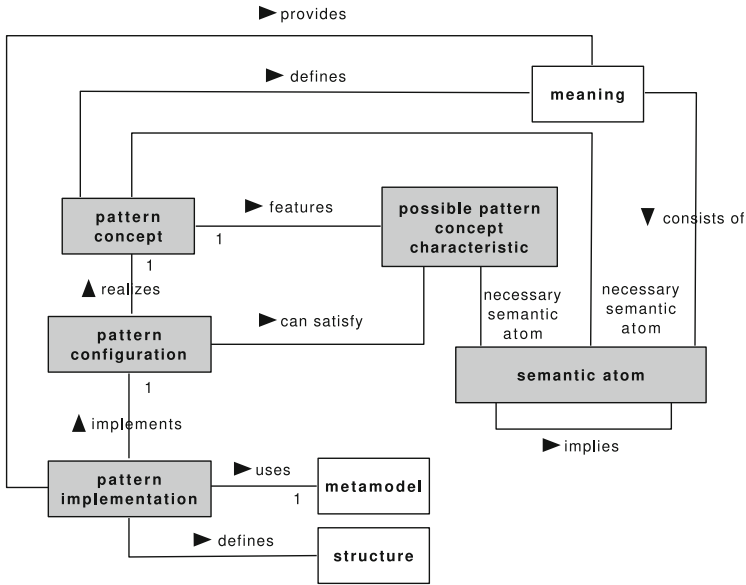 provides
defines
meaning
pattern
concept
features
1
possible pattern
concept
characteristic
consists of
1
realizes
necessary
semantic
atom
necessary
semantic
atom
pattern
configuration
can satisfy
semantic atom
1
implements
implies
pattern
implementation
uses
1
metamodel
defines
structure